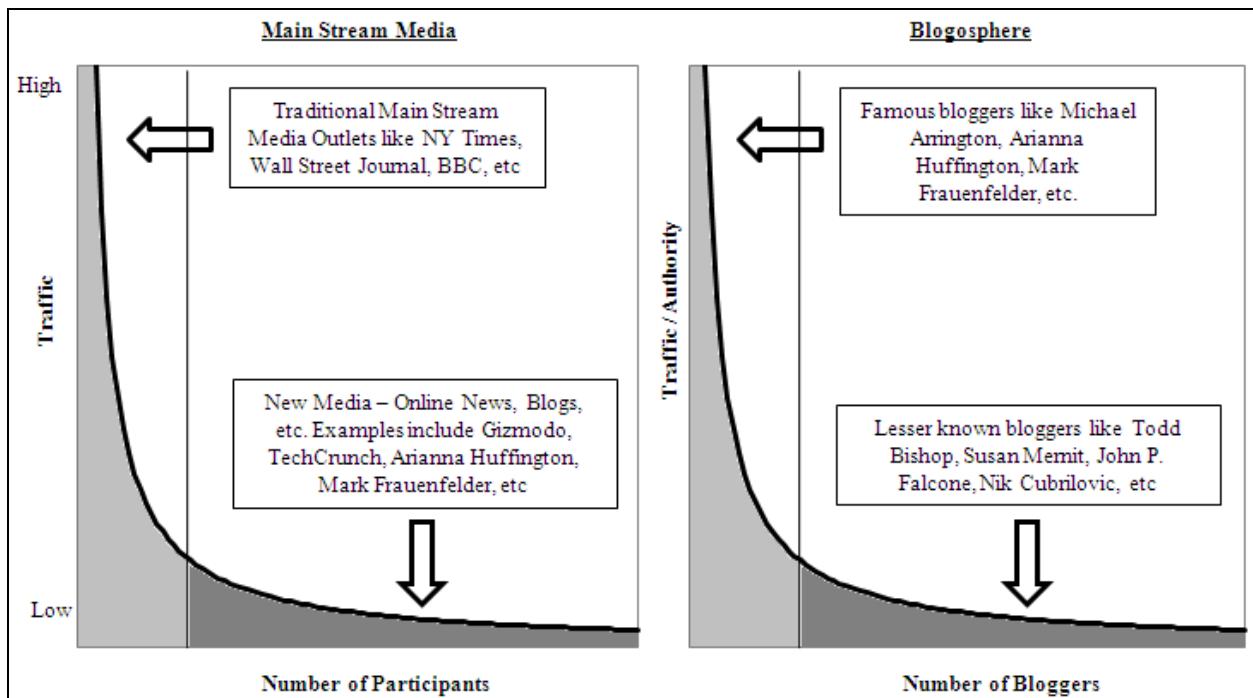 Main Stream Media
High
Traditional Main Stream
Media Outlets like NY Times,
Wall Street Journal, BBC, etc
Traffic
New Media – Online News, Blogs,
etc. Examples include Gizmodo,
TechCrunch, Arianna Huffington,
Mark Frauenfelder, etc
Low
Number of Participants
Blogosphere
Famous bloggers like Michael
Arrington, Arianna
Huffington, Mark
Frauenfelder, etc.
Traffic / Authority
Lesser known bloggers like Todd
Bishop, Susan Mernit, John P.
Falcone, Nik Cubrilovic, etc
Number of Bloggers